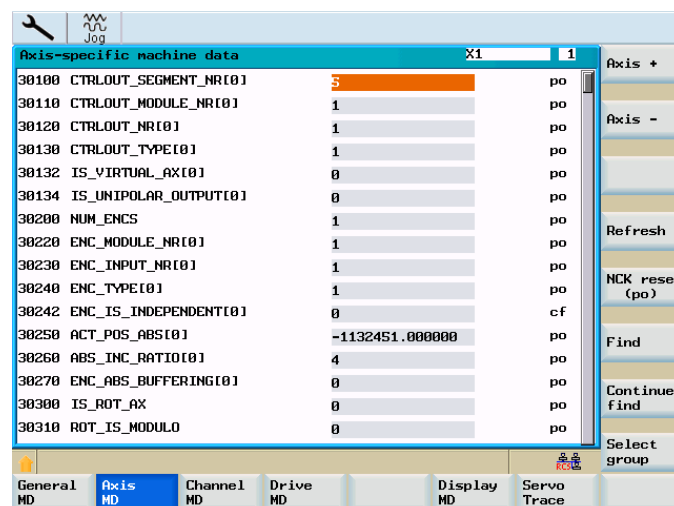 Jog
Axis-specific machine data X1 1
30100 CTRLOUT_SEGMENT_NR[0] 5 po
30110 CTRLOUT_MODULE_NR[0] 1 po
30120 CTRLOUT_NR[0] 1 po
30130 CTRLOUT_TYPE[0] 1 po
30132 IS_VIRTUAL_AX[0] 0 po
30134 IS_UNIPOLAR_OUTPUT[0] 0 po
30200 NUM_ENCS 1 po
30220 ENC_MODULE_NR[0] 1 po
30230 ENC_INPUT_NR[0] 1 po
30240 ENC_TYPE[0] 1 po
30242 ENC_IS_INDEPENDENT[0] 0 cf
30250 ACT_POS_ABS[0] -1132451.000000 po
30260 ABS_INC_RATIO[0] 4 po
30270 ENC_ABS_BUFFERING[0] 0 po
30300 IS_ROT_AX 0 po
30310 ROT_IS_MODULO 0 po
Axis +
Axis -
Refresh
NCK rese
(po)
Find
Continue
find
Select
group
RCS
General
MD
Axis
MD
Channel
MD
Drive
MD
Display
MD
Servo
Trace